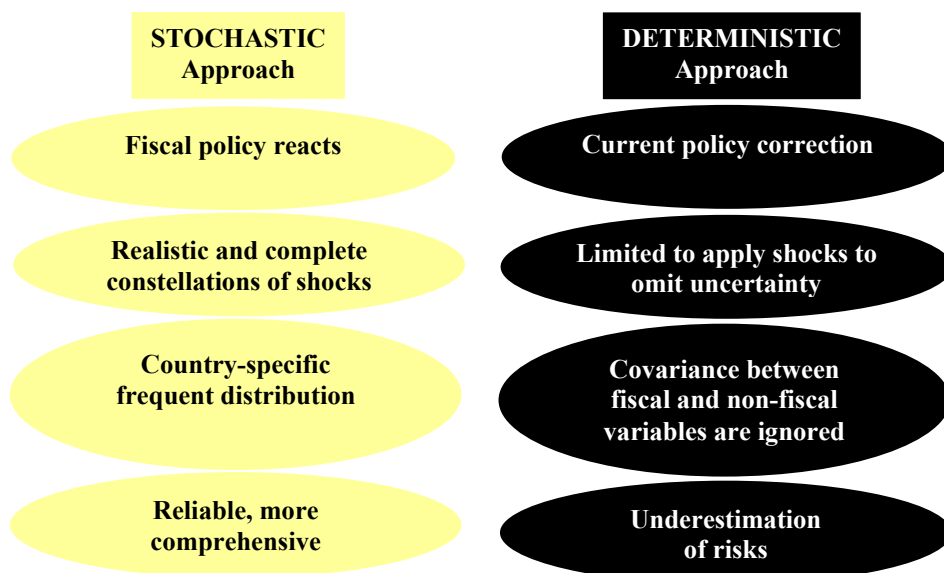 STOCHASTIC
Approach
Fiscal policy reacts
Realistic and complete
constellations of shocks
Country-specific
frequent distribution
Reliable, more
comprehensive
DETERMINISTIC
Approach
Current policy correction
Limited to apply shocks to
omit uncertainty
Covariance between
fiscal and non-fiscal
variables are ignored
Underestimation
of risks